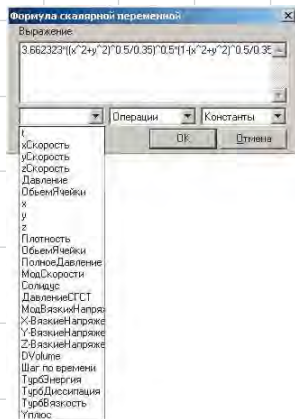 Формула скалярной переменной
Выражение
3.662323*((x^2+y^2)^0.5/0.35)^0.5*(1-(x^2+y^2)^0.5/0.35
Операции
Константы
ОК
Отмена
t
xСкорость
yСкорость
zСкорость
Давление
ОбъемЯчейки
x
y
z
Плотность
ОбъемЯчейки
ПолноеДавление
МодСкорости
Солидус
ДавлениеСГСТ
МодВязкихНапря
X-ВязкиеНапряже
Y-ВязкиеНапряже
Z-ВязкиеНапряже
DVolume
Шаг по времени
ТурбЭнергия
ТурбДиссипация
ТурбВязкость
Yплюс